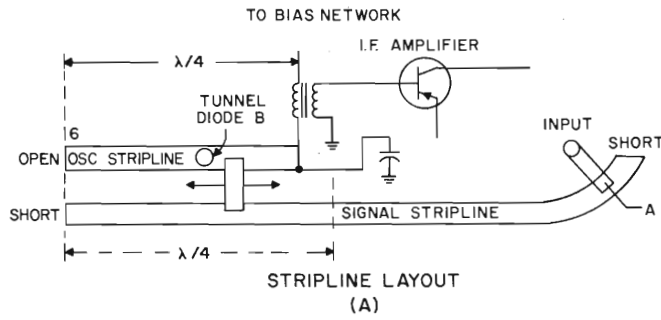 TO BIAS NETWORK
I.F. AMPLIFIER
λ/4
TUNNEL
DIODE B
6
OPEN
OSC STRIPLINE
INPUT
SHORT
SHORT
SIGNAL STRIPLINE
A
λ/4
STRIPLINE LAYOUT
(A)